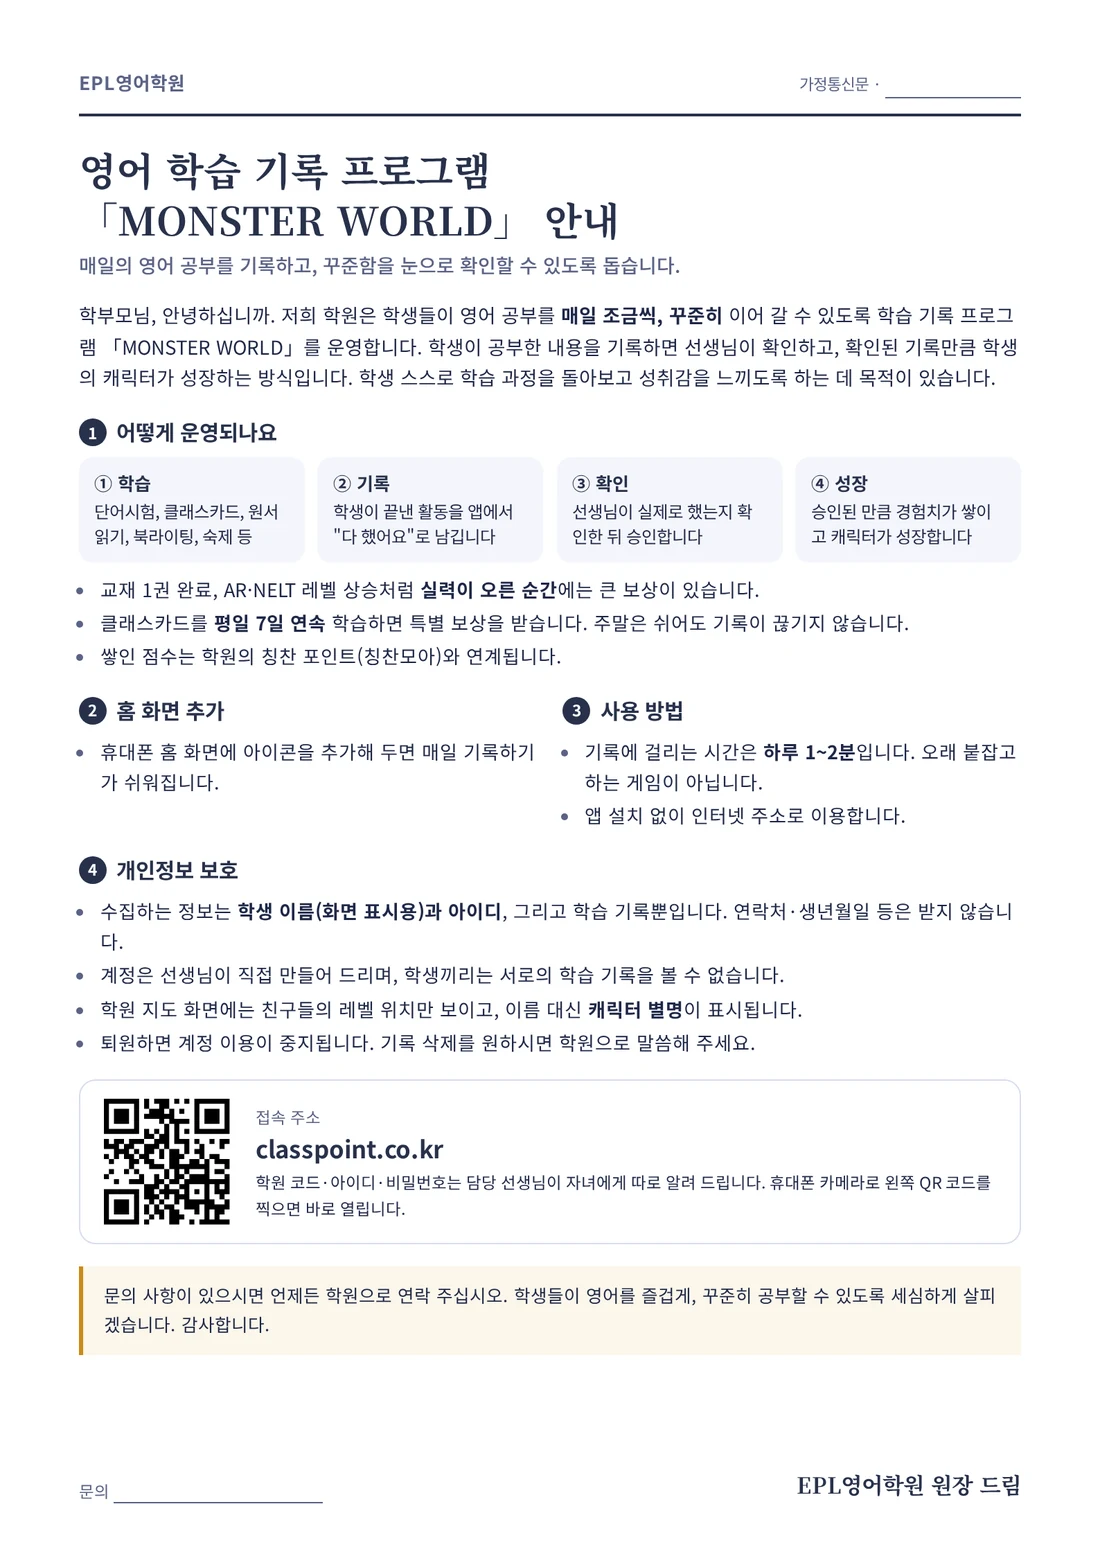 EPL영어학원
가정통신문 ·
영어 학습 기록 프로그램
「MONSTER WORLD」 안내
매일의 영어 공부를 기록하고, 꾸준함을 눈으로 확인할 수 있도록 돕습니다.
학부모님, 안녕하십니까. 저희 학원은 학생들이 영어 공부를 매일 조금씩, 꾸준히 이어 갈 수 있도록 학습 기록 프로그
램 「MONSTER WORLD」를 운영합니다. 학생이 공부한 내용을 기록하면 선생님이 확인하고, 확인된 기록만큼 학생
의 캐릭터가 성장하는 방식입니다. 학생 스스로 학습 과정을 돌아보고 성취감을 느끼도록 하는 데 목적이 있습니다.
1 어떻게 운영되나요
① 학습
단어시험, 클래스카드, 원서
읽기, 북라이팅, 숙제 등
② 기록
학생이 끝낸 활동을 앱에서
"다 했어요"로 남깁니다
③ 확인
선생님이 실제로 했는지 확
인한 뒤 승인합니다
④ 성장
승인된 만큼 경험치가 쌓이
고 캐릭터가 성장합니다
• 교재 1권 완료, AR·NELT 레벨 상승처럼 실력이 오른 순간에는 큰 보상이 있습니다.
• 클래스카드를 평일 7일 연속 학습하면 특별 보상을 받습니다. 주말은 쉬어도 기록이 끊기지 않습니다.
• 쌓인 점수는 학원의 칭찬 포인트(칭찬모아)와 연계됩니다.
2 홈 화면 추가
• 휴대폰 홈 화면에 아이콘을 추가해 두면 매일 기록하기
가 쉬워집니다.
3 사용 방법
• 기록에 걸리는 시간은 하루 1~2분입니다. 오래 붙잡고
하는 게임이 아닙니다.
• 앱 설치 없이 인터넷 주소로 이용합니다.
4 개인정보 보호
• 수집하는 정보는 학생 이름(화면 표시용)과 아이디, 그리고 학습 기록뿐입니다. 연락처·생년월일 등은 받지 않습니
다.
• 계정은 선생님이 직접 만들어 드리며, 학생끼리는 서로의 학습 기록을 볼 수 없습니다.
• 학원 지도 화면에는 친구들의 레벨 위치만 보이고, 이름 대신 캐릭터 별명이 표시됩니다.
• 퇴원하면 계정 이용이 중지됩니다. 기록 삭제를 원하시면 학원으로 말씀해 주세요.
접속 주소
classpoint.co.kr
학원 코드·아이디·비밀번호는 담당 선생님이 자녀에게 따로 알려 드립니다. 휴대폰 카메라로 왼쪽 QR 코드를
찍으면 바로 열립니다.
문의 사항이 있으시면 언제든 학원으로 연락 주십시오. 학생들이 영어를 즐겁게, 꾸준히 공부할 수 있도록 세심하게 살피
겠습니다. 감사합니다.
문의
EPL영어학원 원장 드림